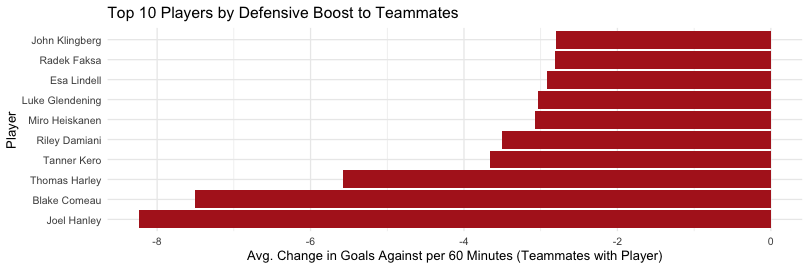 Top 10 Players by Defensive Boost to Teammates
Player
John Klingberg
Radek Faksa
Esa Lindell
Luke Glendening
Miro Heiskanen
Riley Damiani
Tanner Kero
Thomas Harley
Blake Comeau
Joel Hanley
-8 -6 -4 -2 0
Avg. Change in Goals Against per 60 Minutes (Teammates with Player)